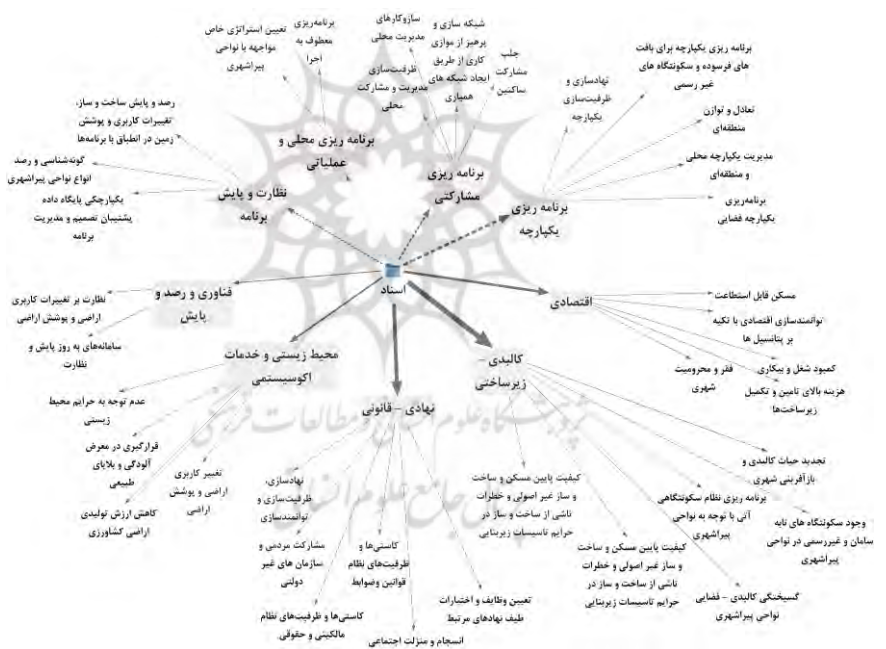 تعیین استراتژی خاص
مواجهه با نواحی
پیراشهری
برنامه‌ریزی
معطوف به
اجرا
سازوکارهای
مدیریت محلی
ظرفیت‌سازی
مدیریت و مشارکت
محلی
شبکه سازی و
پرهیز از موازی
کاری از طریق
ایجاد شبکه های
همیاری
جلب
مشارکت
ساکنین
نهادسازی و
ظرفیت‌سازی
یکپارچه
برنامه ریزی یکپارچه برای بافت
های فرسوده و سکونتگاه های
غیر رسمی
تعادل و توازن
منطقه‌ای
مدیریت یکپارچه محلی
و منطقه‌ای
برنامه‌ریزی
یکپارچه فضایی
برنامه ریزی
یکپارچه
برنامه ریزی
مشارکتی
برنامه ریزی محلی و
عملیاتی
رصد و پایش ساخت و ساز،
تغییرات کاربری و پوشش
زمین در انطباق با برنامه‌ها
گونه‌شناسی و رصد
انواع نواحی پیراشهری
یکپارچگی پایگاه داده
پشتیبان تصمیم و مدیریت
برنامه
نظارت و پایش
برنامه
اسناد
فناوری و رصد و
پایش
نظارت بر تغییرات کاربری
اراضی و پوشش اراضی
سامانه‌های به روز پایش و
نظارت
اقتصادی
مسکن قابل استطاعت
توانمندسازی اقتصادی با تکیه
بر پتانسیل ها
کمبود شغل و بیکاری
فقر و محرومیت
شهری
هزینه بالای تامین و تکمیل
زیرساخت‌ها
محیط زیستی و خدمات
اکوسیستمی
عدم توجه به حرایم محیط
زیستی
قرارگیری در معرض
آلودگی و بلایای
طبیعی
تغییر کاربری
اراضی و پوشش
اراضی
کاهش ارزش تولیدی
اراضی کشاورزی
نهادی – قانونی
نهادسازی،
ظرفیت‌سازی و
توانمندسازی
مشارکت مردمی و
سازمان های غیر
دولتی
کاستی‌ها و
ظرفیت‌های نظام
قوانین وضوابط
کاستی‌ها و ظرفیت‌های نظام
مالکیتی و حقوقی
انسجام و منزلت اجتماعی
تعیین وظایف و اختیارات
طیف نهادهای مرتبط
کالبدی –
زیرساختی
کیفیت پایین مسکن و ساخت
و ساز غیر اصولی و خطرات
ناشی از ساخت و ساز در
حرایم تاسیسات زیربنایی
کیفیت پایین مسکن و ساخت
و ساز غیر اصولی و خطرات
ناشی از ساخت و ساز در
حرایم تاسیسات زیربنایی
تجدید حیات کالبدی و
بازآفرینی شهری
برنامه ریزی نظام سکونتگاهی
آتی با توجه به نواحی
پیراشهری
وجود سکونتگاه های نابه
سامان و غیررسمی در نواحی
پیراشهری
گسیختگی کالبدی – فضایی
نواحی پیراشهری
پژوهشگاه علوم انسانی و مطالعات فرهنگی
جامع علوم انسانی